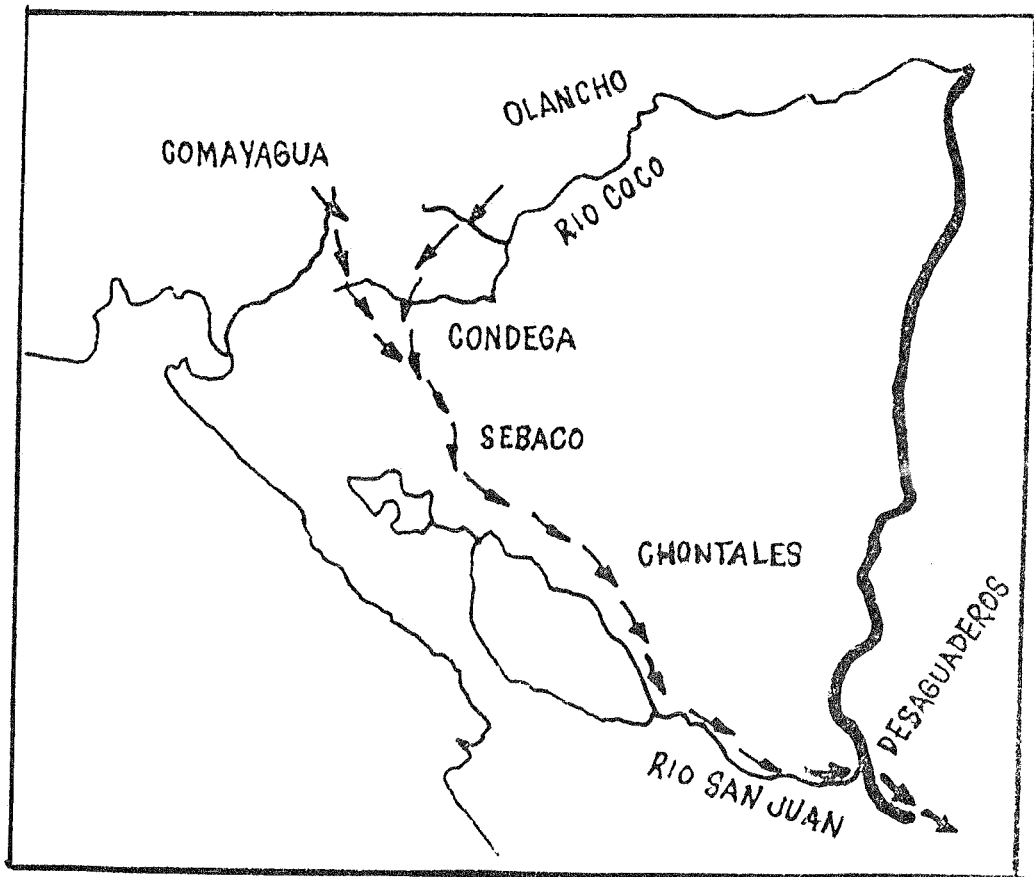 OLANCHO
COMAYAGUA
RIO COCO
CONDEGA
SEBACO
CHONTALES
DESAGUADEROS
RIO SAN JUAN